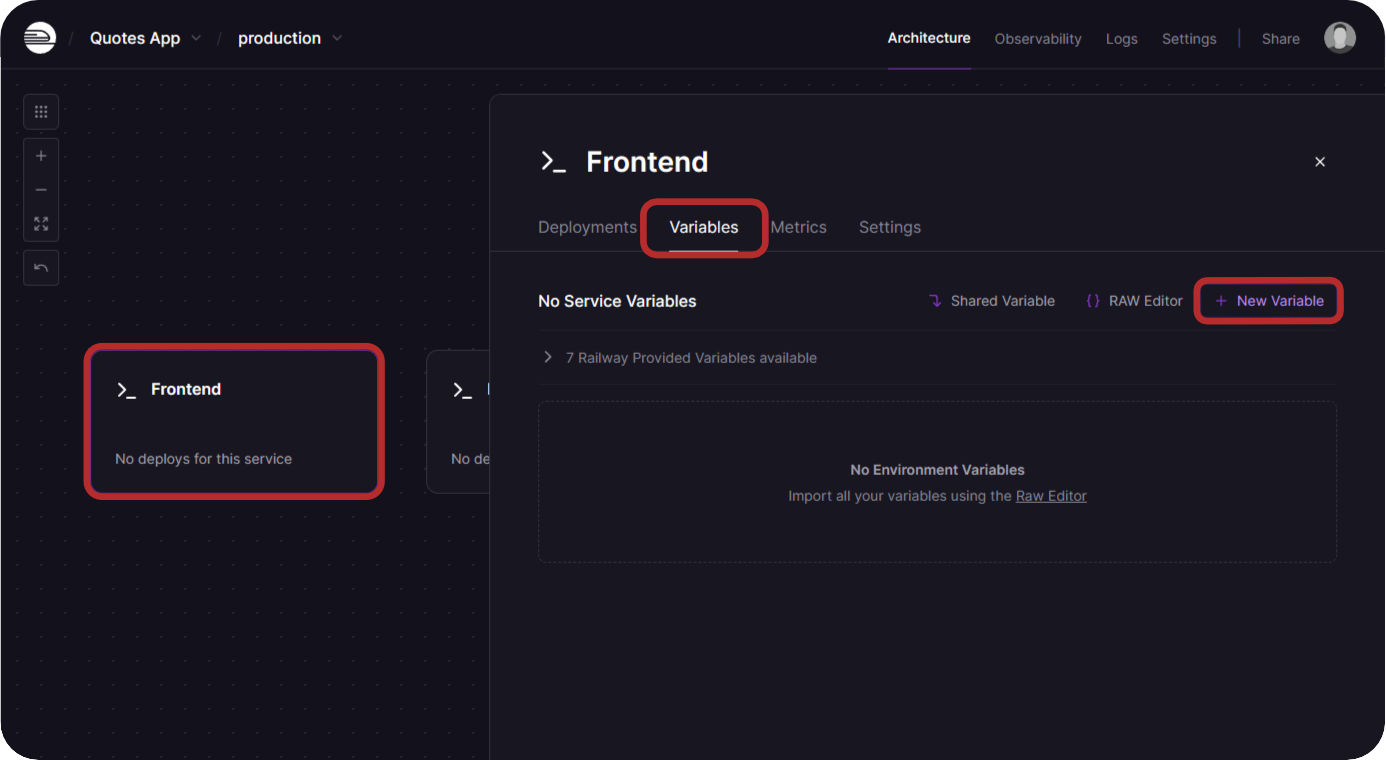 / Quotes App / production
Architecture Observability Logs Settings | Share
Frontend
Deployments Variables Metrics Settings
No Service Variables Shared Variable {} RAW Editor + New Variable
7 Railway Provided Variables available
No Environment Variables
Import all your variables using the Raw Editor
Frontend
No deploys for this service
No de